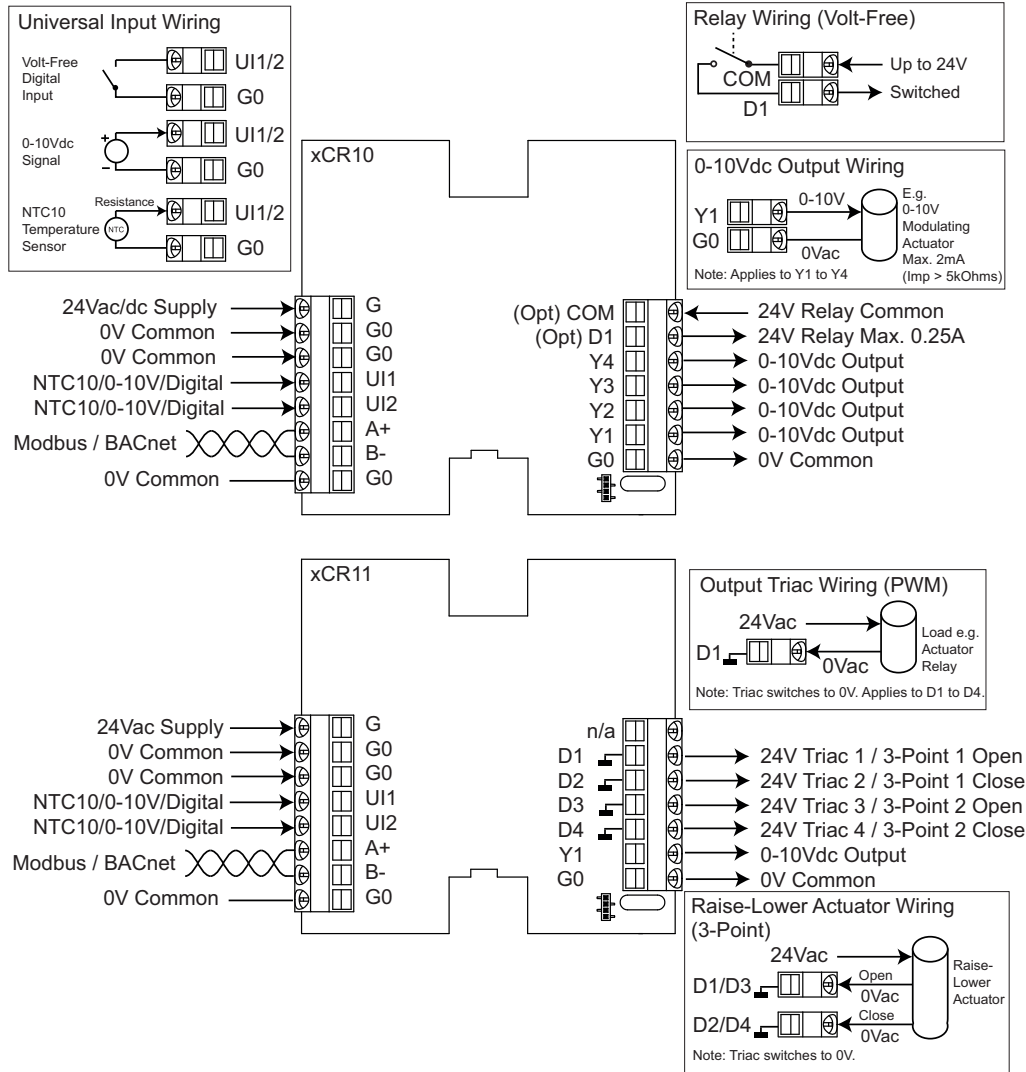 Universal Input Wiring
Volt-Free
Digital
Input
UI1/2
G0
0-10Vdc
Signal
+
–
UI1/2
G0
NTC10
Temperature
Sensor
Resistance
NTC
UI1/2
G0
Relay Wiring (Volt-Free)
COM
D1
Up to 24V
Switched
0-10Vdc Output Wiring
Y1
G0
0-10V
0Vac
E.g.
0-10V
Modulating
Actuator
Max. 2mA
(Imp > 5kOhms)
Note: Applies to Y1 to Y4
xCR10
24Vac/dc Supply
0V Common
0V Common
NTC10/0-10V/Digital
NTC10/0-10V/Digital
Modbus / BACnet
0V Common
G
G0
G0
UI1
UI2
A+
B-
G0
(Opt) COM
(Opt) D1
Y4
Y3
Y2
Y1
G0
24V Relay Common
24V Relay Max. 0.25A
0-10Vdc Output
0-10Vdc Output
0-10Vdc Output
0-10Vdc Output
0V Common
xCR11
Output Triac Wiring (PWM)
24Vac
D1
0Vac
Load e.g.
Actuator
Relay
Note: Triac switches to 0V. Applies to D1 to D4.
24Vac Supply
0V Common
0V Common
NTC10/0-10V/Digital
NTC10/0-10V/Digital
Modbus / BACnet
0V Common
G
G0
G0
UI1
UI2
A+
B-
G0
n/a
D1
D2
D3
D4
Y1
G0
24V Triac 1 / 3-Point 1 Open
24V Triac 2 / 3-Point 1 Close
24V Triac 3 / 3-Point 2 Open
24V Triac 4 / 3-Point 2 Close
0-10Vdc Output
0V Common
Raise-Lower Actuator Wiring
(3-Point)
24Vac
D1/D3
Open
0Vac
D2/D4
Close
0Vac
Raise-
Lower
Actuator
Note: Triac switches to 0V.